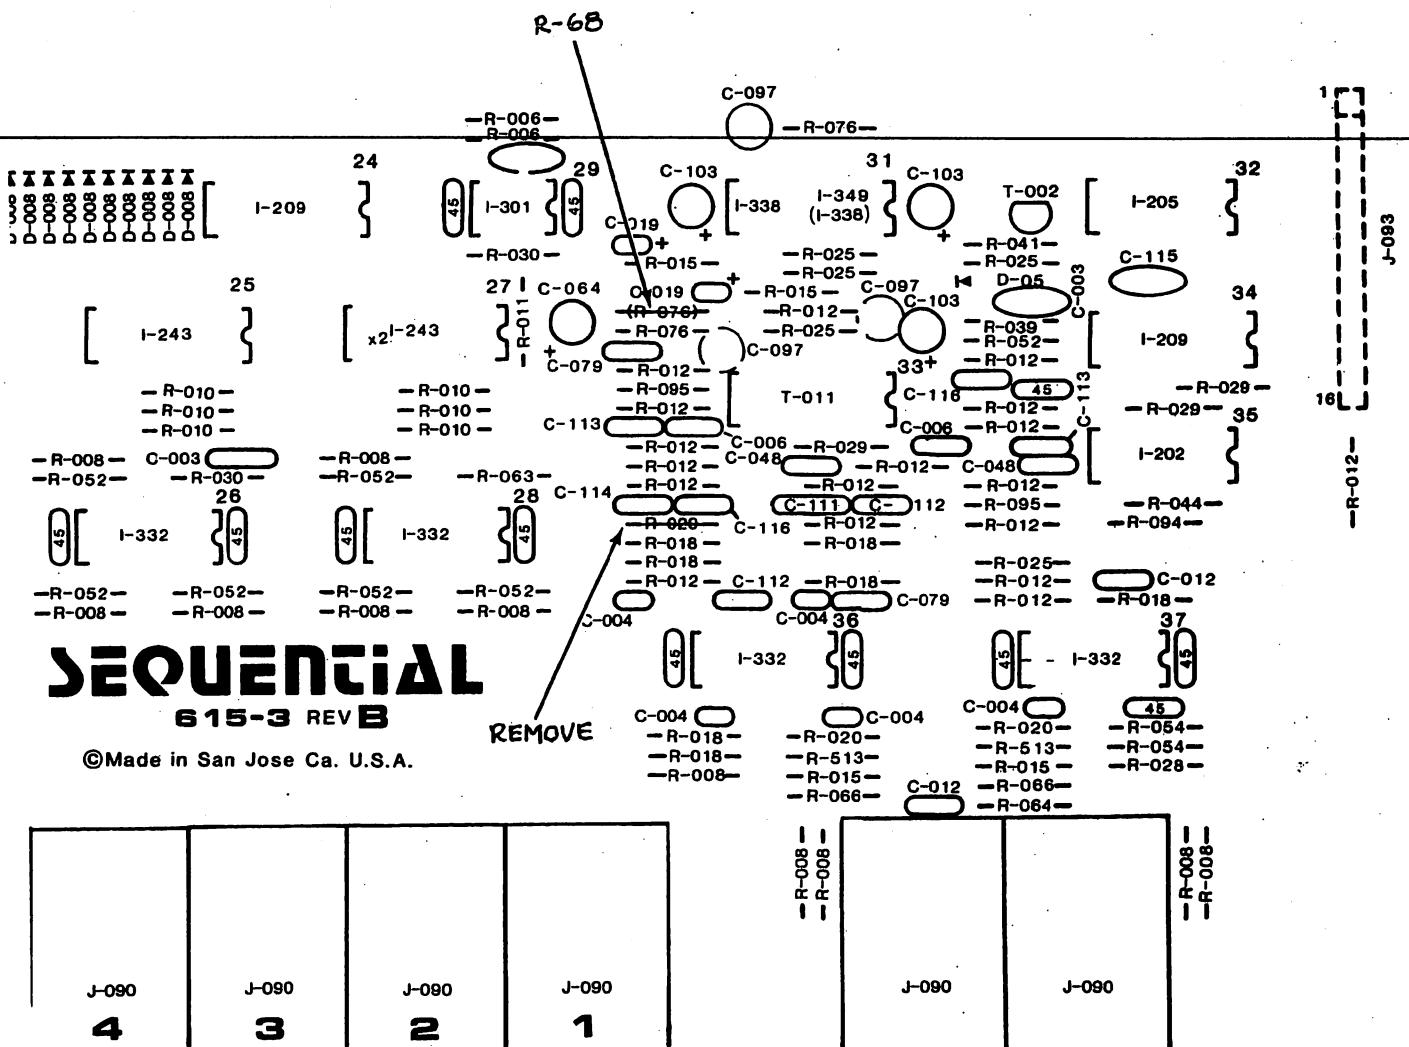 R-68
C-097
R-006
R-076
R-006
24
29
31
32
1
C-103
C-103
T-002
D-008 D-008 D-008 D-008 D-008 D-008 D-008 D-008 D-008
I-209
45
I-301
45
I-338
I-349
(I-338)
I-205
J-093
C-019
R-030
R-015
R-025
R-025
R-041
R-025
C-115
25
27
R-011
C-064
C-019
R-015
C-097
C-103
D-05
C-003
34
(R-076)
R-012
I-243
x2 I-243
R-076
R-025
R-039
R-052
I-209
C-097
C-079
R-012
33
R-012
R-010
R-010
R-095
T-011
C-116
45
C-113
R-029
16
R-010
R-010
R-012
R-012
R-029
35
R-010
R-010
C-113
C-006
C-006
R-012
R-012
R-029
R-008
C-003
R-008
R-012
C-048
R-012
C-048
I-202
R-012
R-052
R-030
R-052
R-063
R-012
R-012
R-012
26
28
C-114
C-111
C-112
R-095
R-044
45
I-332
45
45
I-332
45
R-020
C-116
R-012
R-012
R-094
R-018
R-018
R-018
R-025
R-052
R-052
R-052
R-052
R-012
C-112
R-018
R-012
C-012
R-008
R-008
R-008
R-008
C-004
C-004
C-079
R-012
R-018
36
37
SEQUENTiAL
45
I-332
45
45
I-332
45
615-3 REV B
C-004
C-004
C-004
45
REMOVE
R-018
R-020
R-020
R-054
©Made in San Jose Ca. U.S.A.
R-018
R-513
R-513
R-054
R-008
R-015
R-015
R-028
R-066
C-012
R-066
R-064
R-008
R-008
R-008
R-008
J-090
J-090
J-090
J-090
J-090
J-090
4
3
2
1